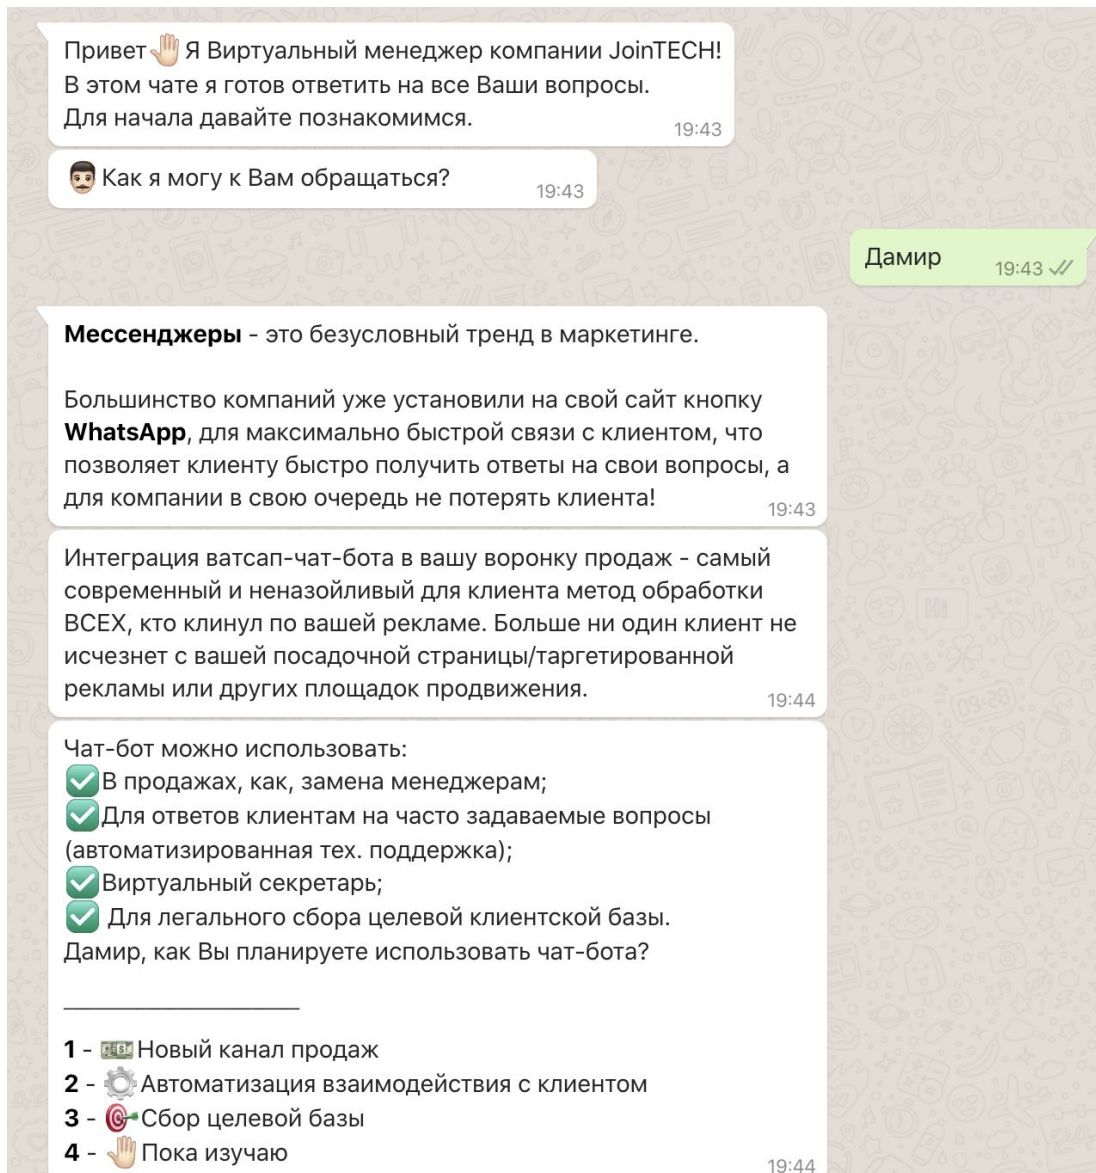 Привет🤚🏻 Я Виртуальный менеджер компании JoinTECH!
В этом чате я готов ответить на все Ваши вопросы.
Для начала давайте познакомимся.
19:43
👨🏻 Как я могу к Вам обращаться?
19:43
Дамир
19:43
Мессенджеры - это безусловный тренд в маркетинге.
Большинство компаний уже установили на свой сайт кнопку
WhatsApp, для максимально быстрой связи с клиентом, что
позволяет клиенту быстро получить ответы на свои вопросы, а
для компании в свою очередь не потерять клиента!
19:43
Интеграция ватсап-чат-бота в вашу воронку продаж - самый
современный и неназойливый для клиента метод обработки
ВСЕХ, кто клинул по вашей рекламе. Больше ни один клиент не
исчезнет с вашей посадочной страницы/таргетированной
рекламы или других площадок продвижения.
19:44
Чат-бот можно использовать:
✅В продажах, как, замена менеджерам;
✅Для ответов клиентам на часто задаваемые вопросы
(автоматизированная тех. поддержка);
✅Виртуальный секретарь;
✅ Для легального сбора целевой клиентской базы.
Дамир, как Вы планируете использовать чат-бота?
___________________
1 - 💵Новый канал продаж
2 - ⚙️Автоматизация взаимодействия с клиентом
3 - 🎯Сбор целевой базы
4 - 🤚🏻Пока изучаю
19:44